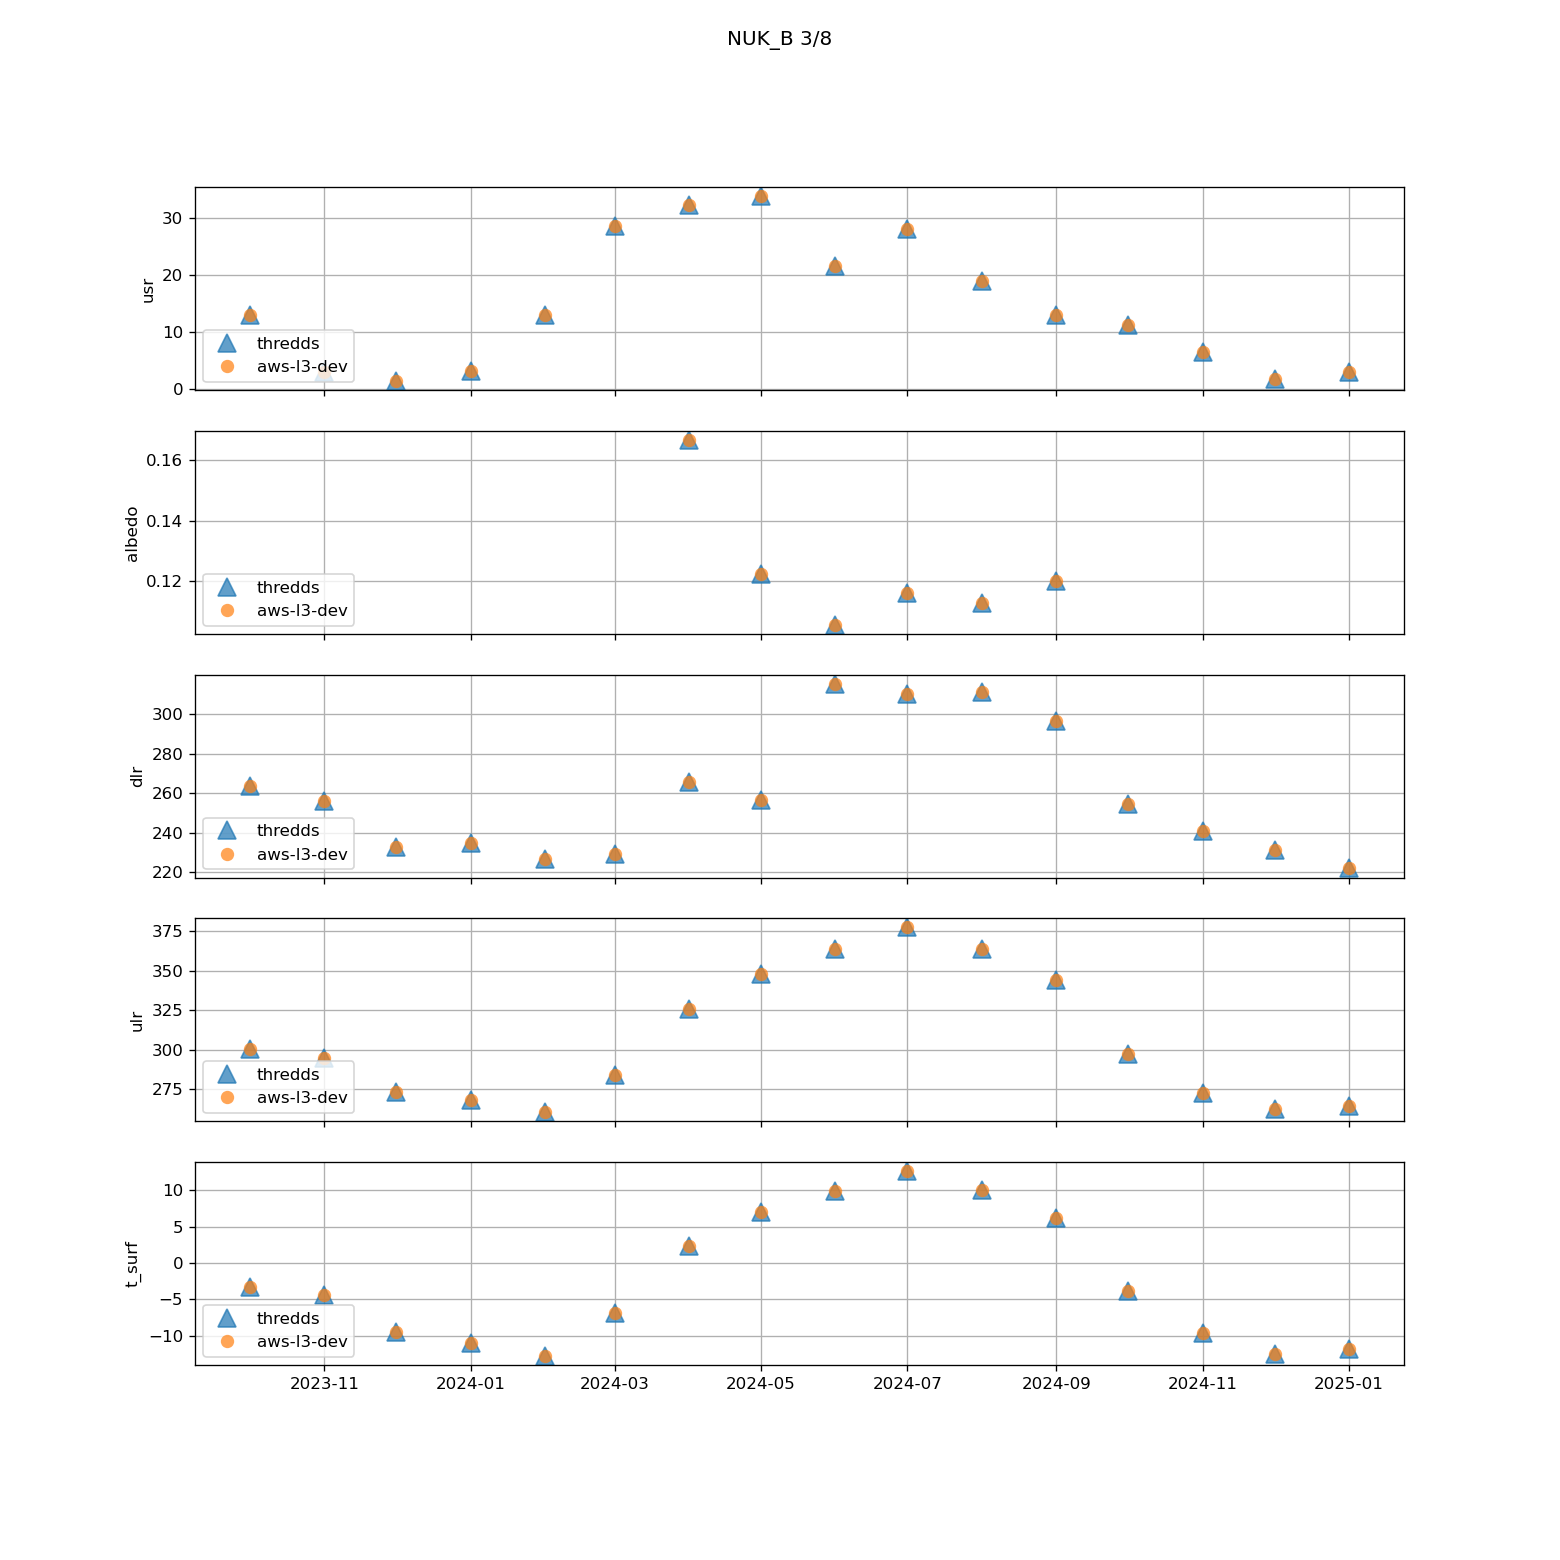 NUK_B 3/8
30
20
10
0
usr
thredds
aws-l3-dev
0.16
0.14
0.12
albedo
thredds
aws-l3-dev
300
280
260
240
220
dlr
thredds
aws-l3-dev
375
350
325
300
275
ulr
thredds
aws-l3-dev
10
5
0
−5
−10
t_surf
thredds
aws-l3-dev
2023-11 2024-01 2024-03 2024-05 2024-07 2024-09 2024-11 2025-01